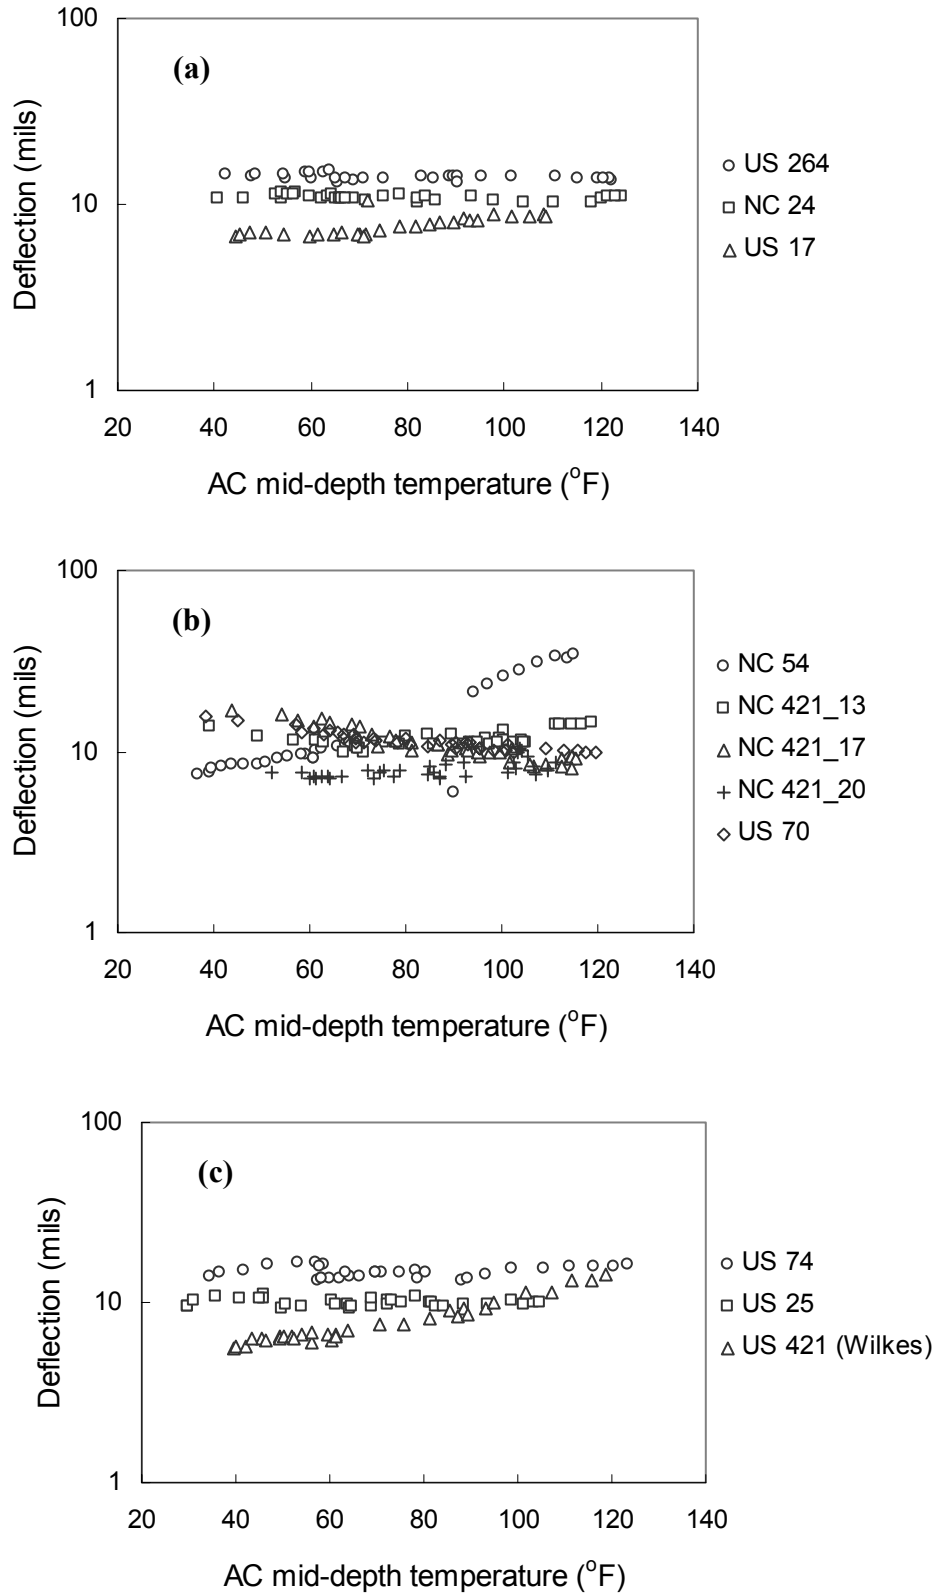 100
(a)
Deflection (mils)
US 264
NC 24
US 17
10
1
20 40 60 80 100 120 140
AC mid-depth temperature (°F)
100
(b)
Deflection (mils)
NC 54
NC 421_13
NC 421_17
NC 421_20
US 70
10
1
20 40 60 80 100 120 140
AC mid-depth temperature (°F)
100
(c)
Deflection (mils)
US 74
US 25
US 421 (Wilkes)
10
1
20 40 60 80 100 120 140
AC mid-depth temperature (°F)